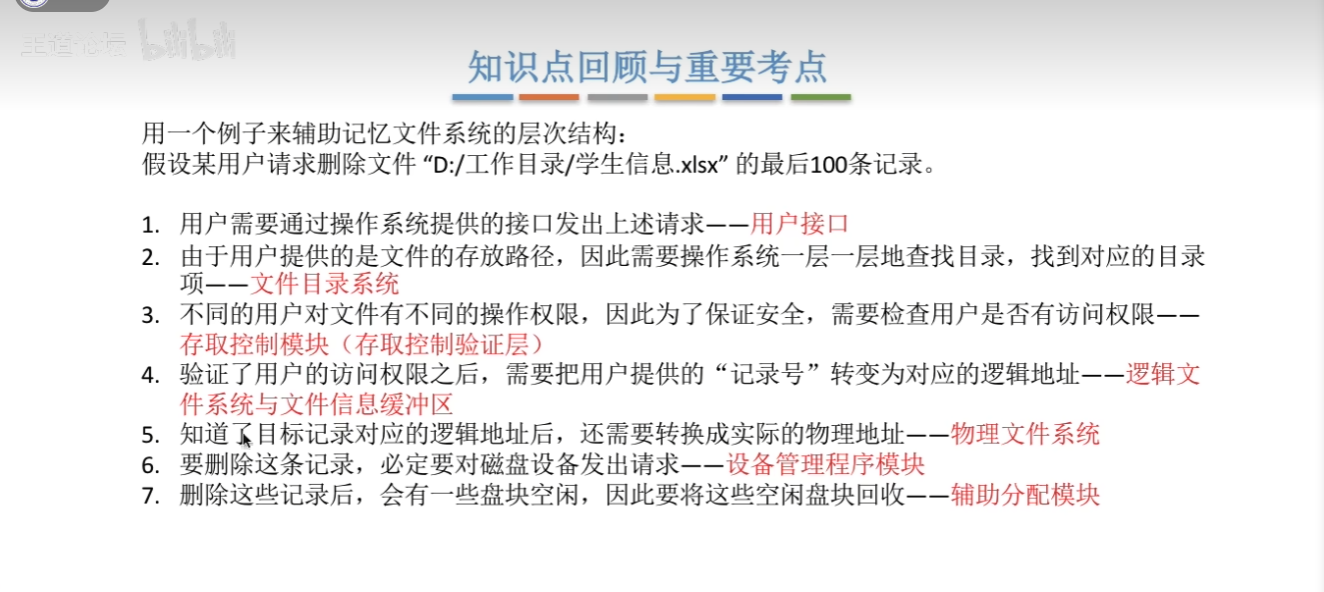 王道论坛 bilibili
知识点回顾与重要考点
用一个例子来辅助记忆文件系统的层次结构：
假设某用户请求删除文件 “D:/工作目录/学生信息.xlsx” 的最后100条记录。
1. 用户需要通过操作系统提供的接口发出上述请求——用户接口
2. 由于用户提供的是文件的存放路径，因此需要操作系统一层一层地查找目录，找到对应的目录
项——文件目录系统
3. 不同的用户对文件有不同的操作权限，因此为了保证安全，需要检查用户是否有访问权限——
存取控制模块（存取控制验证层）
4. 验证了用户的访问权限之后，需要把用户提供的“记录号”转变为对应的逻辑地址——逻辑文
件系统与文件信息缓冲区
5. 知道了目标记录对应的逻辑地址后，还需要转换成实际的物理地址——物理文件系统
6. 要删除这条记录，必定要对磁盘设备发出请求——设备管理程序模块
7. 删除这些记录后，会有一些盘块空闲，因此要将这些空闲盘块回收——辅助分配模块